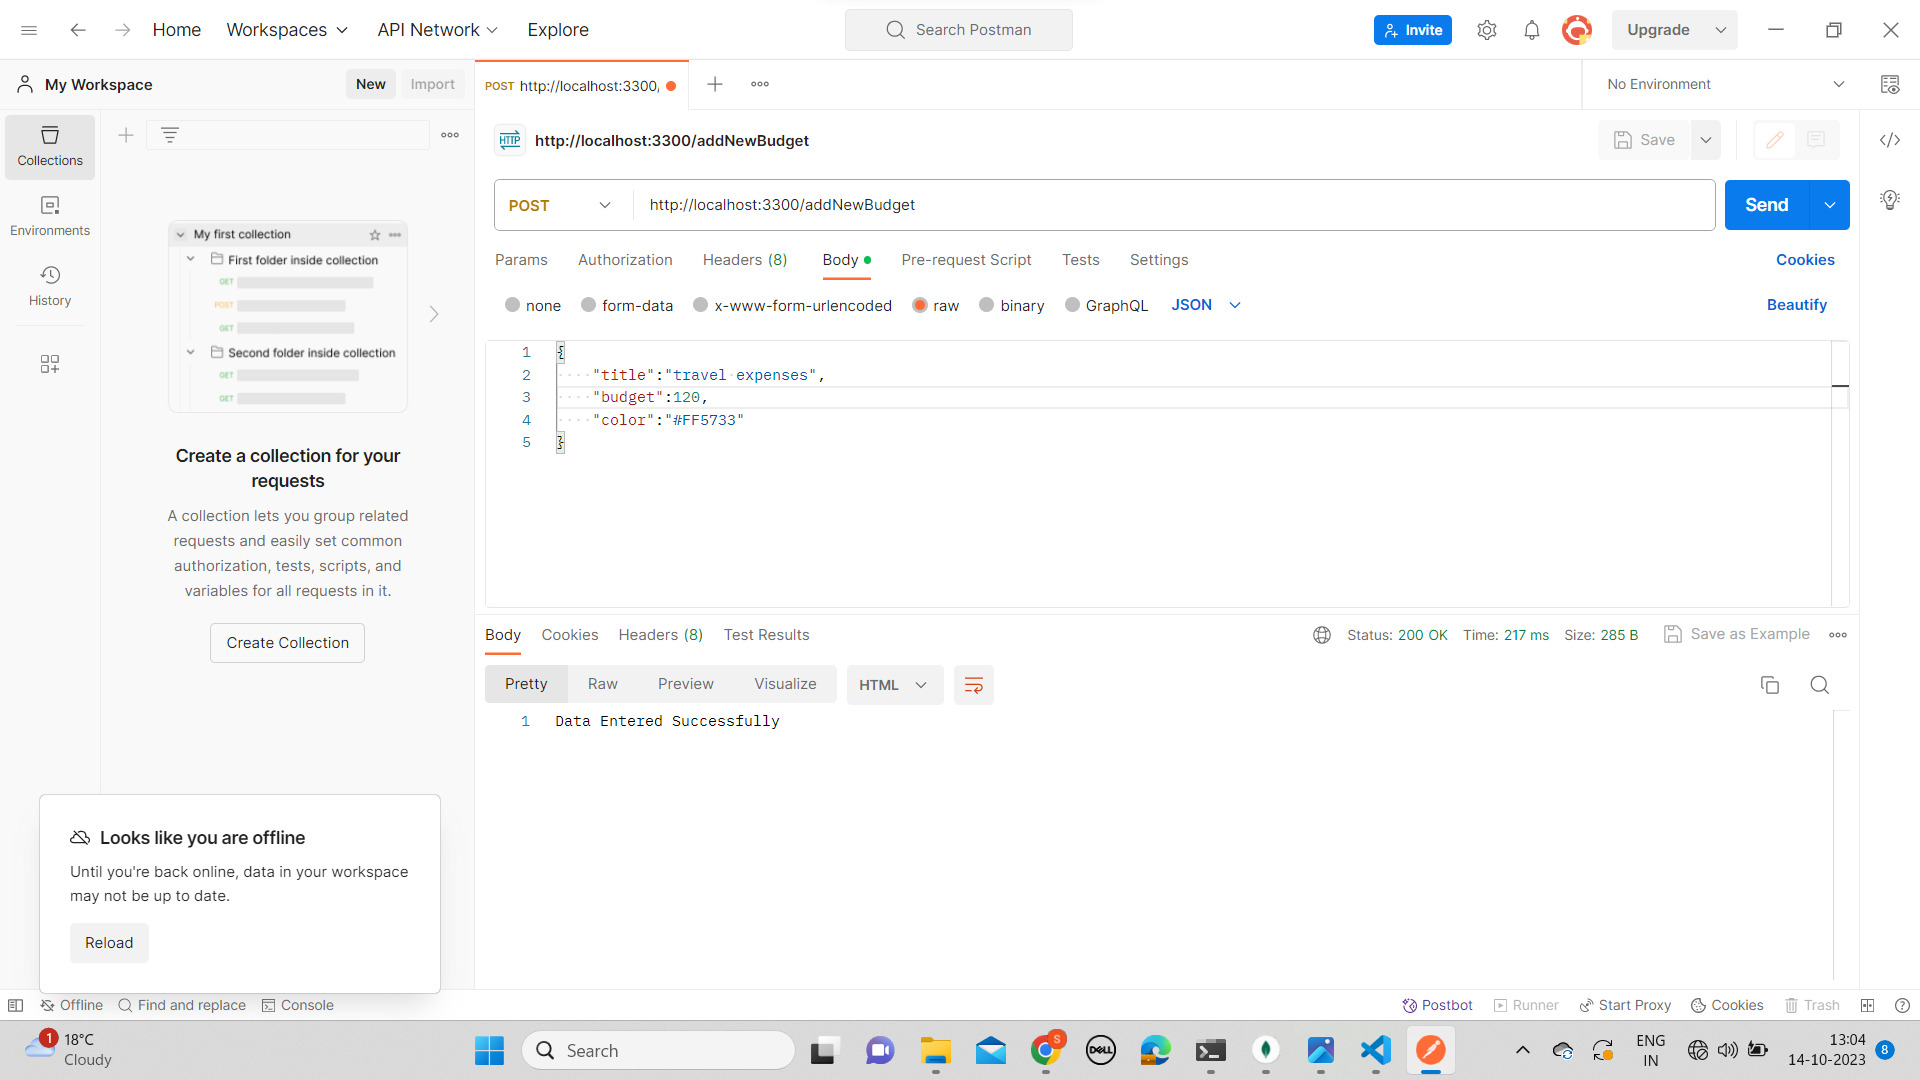 Home Workspaces API Network Explore Search Postman Invite Upgrade
My Workspace New Import POST http://localhost:3300, No Environment
HTTP http://localhost:3300/addNewBudget Save
Collections
Environments
History
My first collection
First folder inside collection
GET
POST
GET
Second folder inside collection
GET
GET
Create a collection for your
requests
A collection lets you group related
requests and easily set common
authorization, tests, scripts, and
variables for all requests in it.
Create Collection
POST http://localhost:3300/addNewBudget Send
Params Authorization Headers (8) Body Pre-request Script Tests Settings Cookies
none form-data x-www-form-urlencoded raw binary GraphQL JSON Beautify
1 {
2 "title":"travel expenses",
3 "budget":120,
4 "color":"#FF5733"
5 }
Body Cookies Headers (8) Test Results Status: 200 OK Time: 217 ms Size: 285 B Save as Example
Pretty Raw Preview Visualize HTML
1 Data Entered Successfully
Looks like you are offline
Until you're back online, data in your workspace
may not be up to date.
Reload
Offline Find and replace Console Postbot Runner Start Proxy Cookies Trash
1 18°C
Cloudy
Search
S
DELL
ENG
IN
13:04
14-10-2023
8